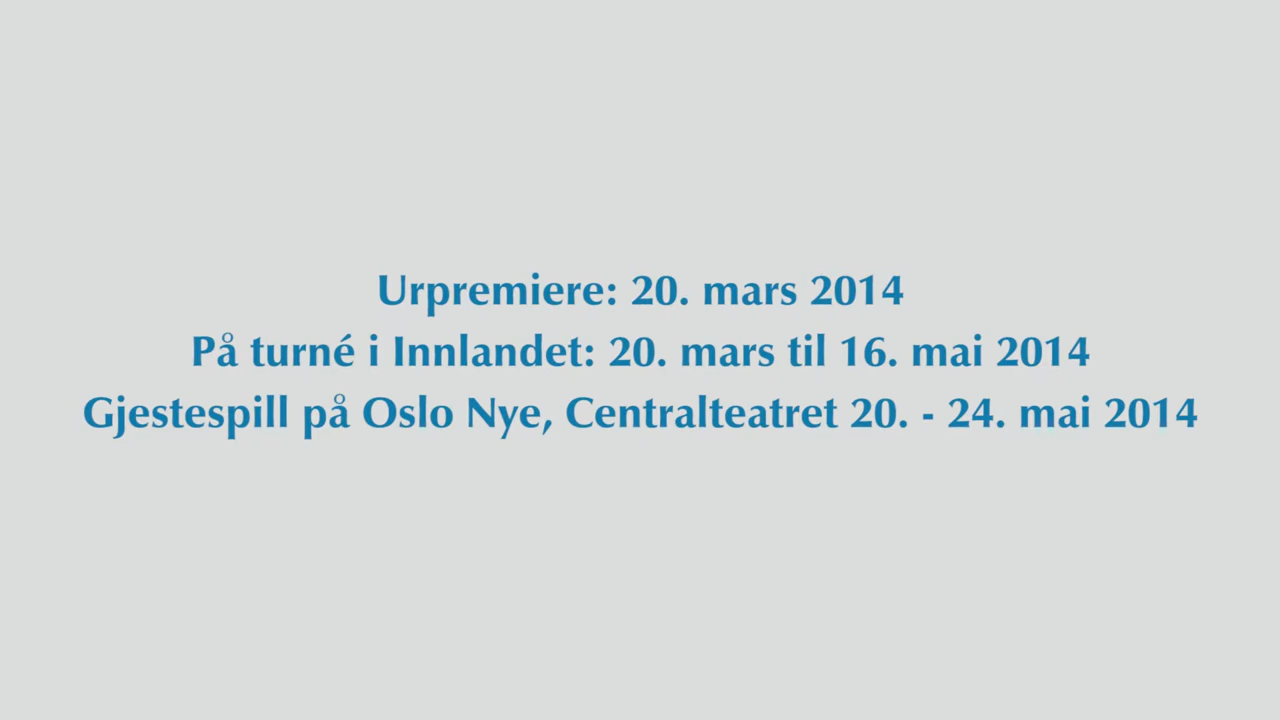 Urpremiere: 20. mars 2014
På turné i Innlandet: 20. mars til 16. mai 2014
Gjestespill på Oslo Nye, Centralteatret 20. - 24. mai 2014